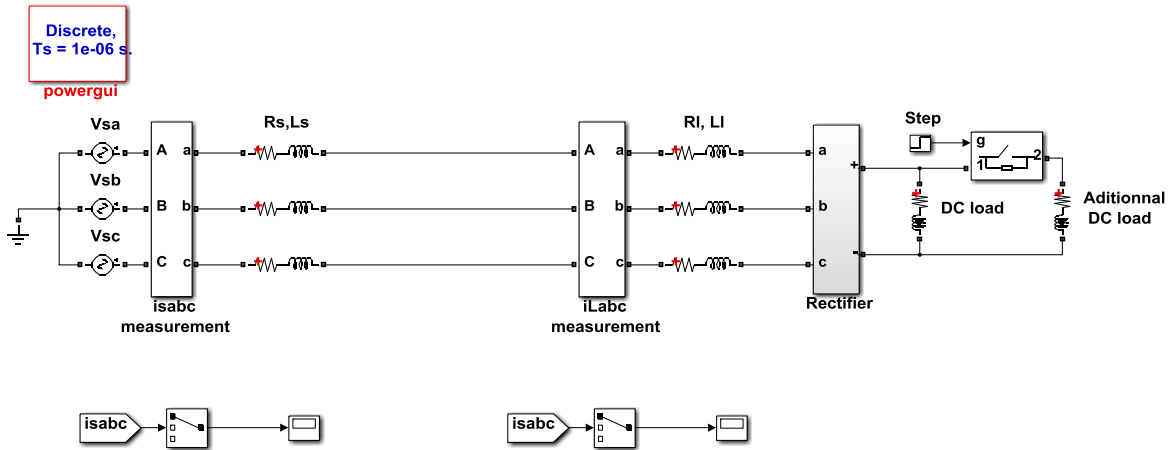 Discrete,
Ts = 1e-06 s.
powergui
Vsa
Vsb
Vsc
A
a
B
b
C
c
isabc
measurement
Rs,Ls
A
a
B
b
C
c
iLabc
measurement
Rl, Ll
a
b
c
+
-
Rectifier
Step
g
1
2
DC load
Aditionnal
DC load
isabc
isabc